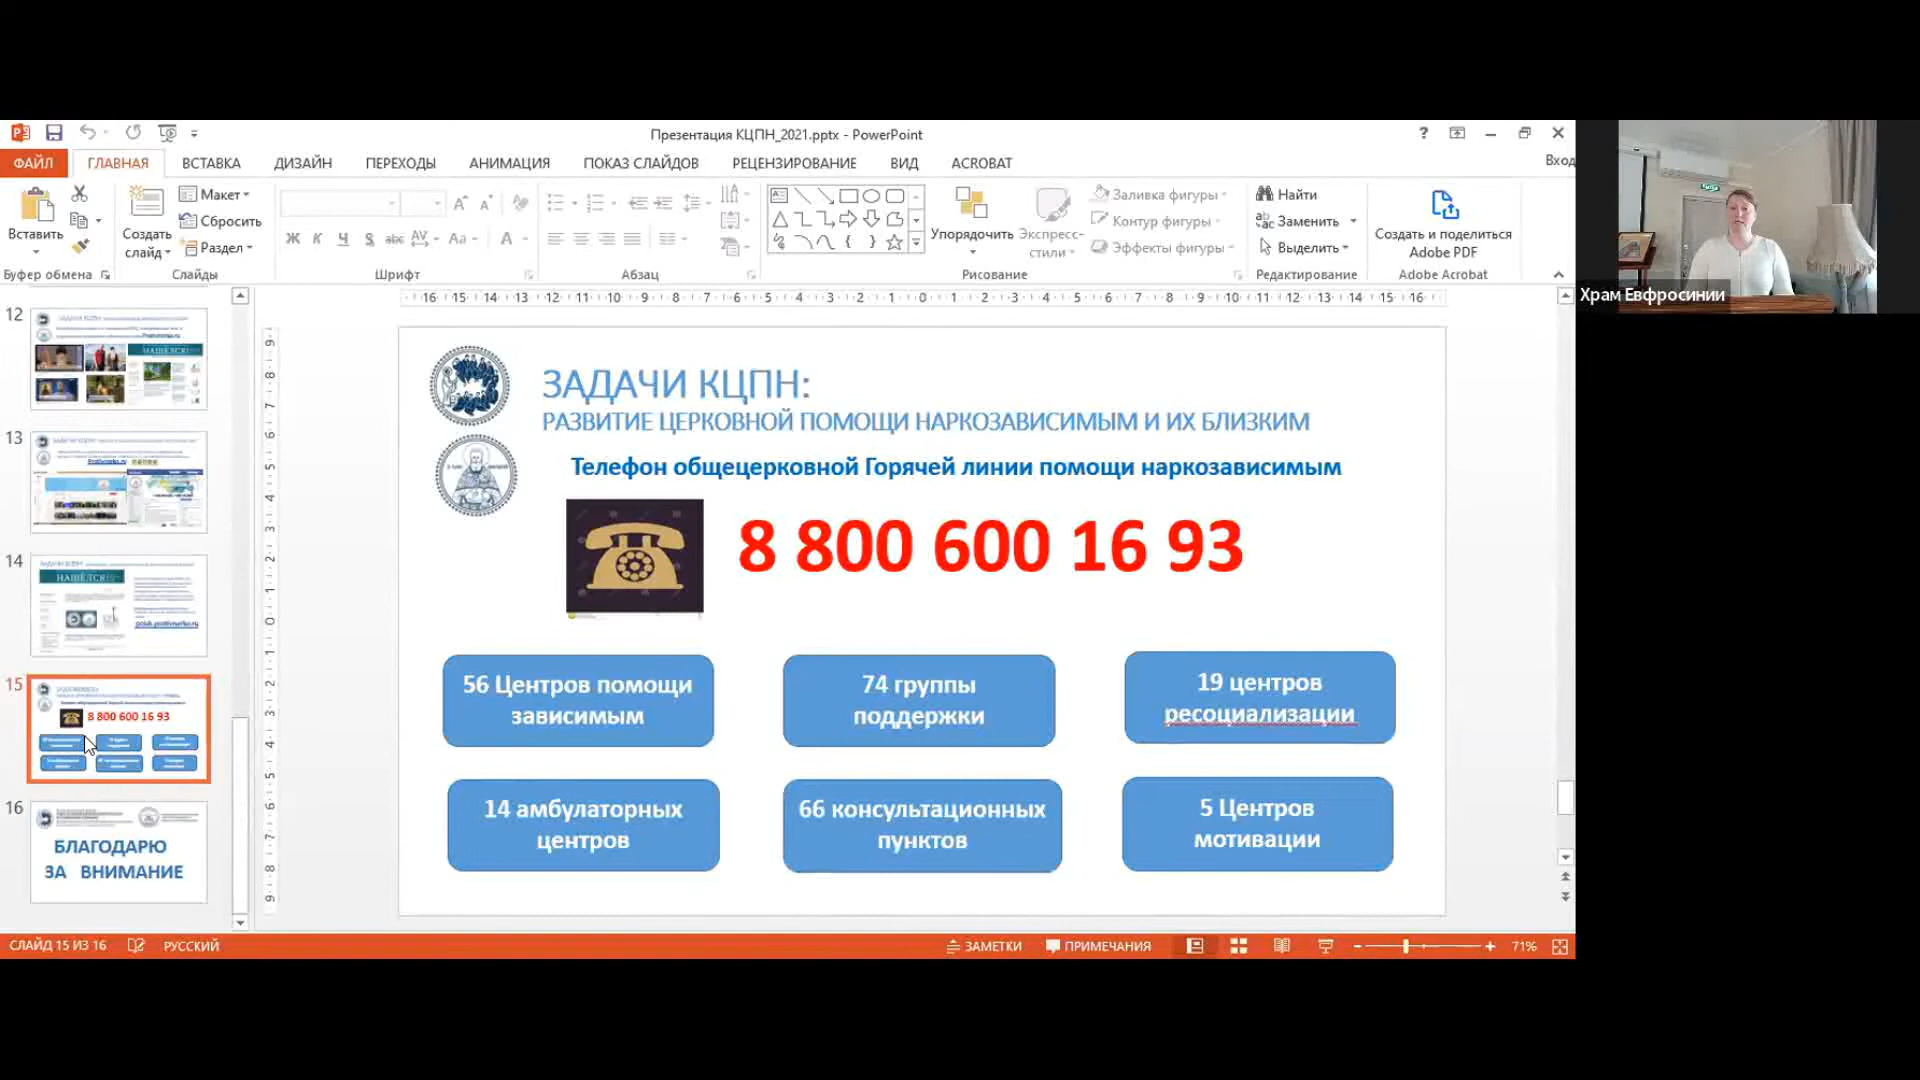 Презентация КЦПН_2021.pptx - PowerPoint
ФАЙЛ ГЛАВНАЯ ВСТАВКА ДИЗАЙН ПЕРЕХОДЫ АНИМАЦИЯ ПОКАЗ СЛАЙДОВ РЕЦЕНЗИРОВАНИЕ ВИД ACROBAT Вход
Вставить
Создать слайд
Макет
Сбросить
Раздел
Упорядочить
Экспресс-стили
Заливка фигуры
Контур фигуры
Эффекты фигуры
Найти
Заменить
Выделить
Создать и поделиться
Adobe PDF
Буфер обмена Слайды Шрифт Абзац Рисование Редактирование Adobe Acrobat
Храм Евфросинии
12
13
14
НАШЁЛСЯ
15
8 800 600 16 93
16
БЛАГОДАРЮ
ЗА ВНИМАНИЕ
ЗАДАЧИ КЦПН:
РАЗВИТИЕ ЦЕРКОВНОЙ ПОМОЩИ НАРКОЗАВИСИМЫМ И ИХ БЛИЗКИМ
Телефон общецерковной Горячей линии помощи наркозависимым
8 800 600 16 93
56 Центров помощи
зависимым
74 группы
поддержки
19 центров
ресоциализации
14 амбулаторных
центров
66 консультационных
пунктов
5 Центров
мотивации
СЛАЙД 15 ИЗ 16 РУССКИЙ ЗАМЕТКИ ПРИМЕЧАНИЯ 71%